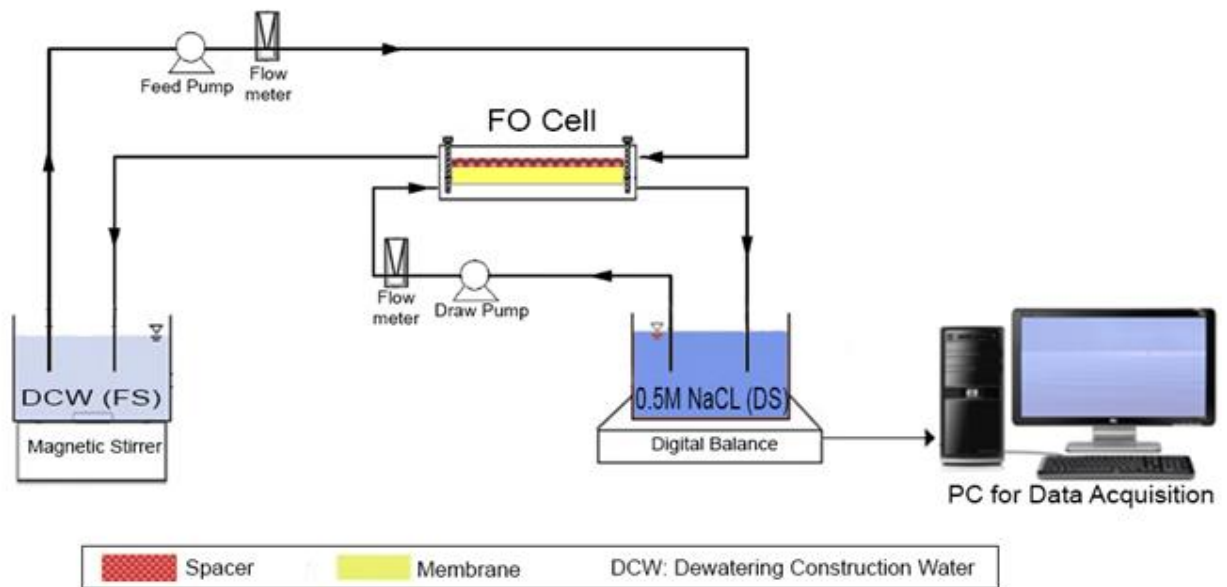 Feed Pump
Flow
meter
FO Cell
Flow
meter
Draw Pump
DCW (FS)
Magnetic Stirrer
0.5M NaCL (DS)
Digital Balance
PC for Data Acquisition
Spacer
Membrane
DCW: Dewatering Construction Water